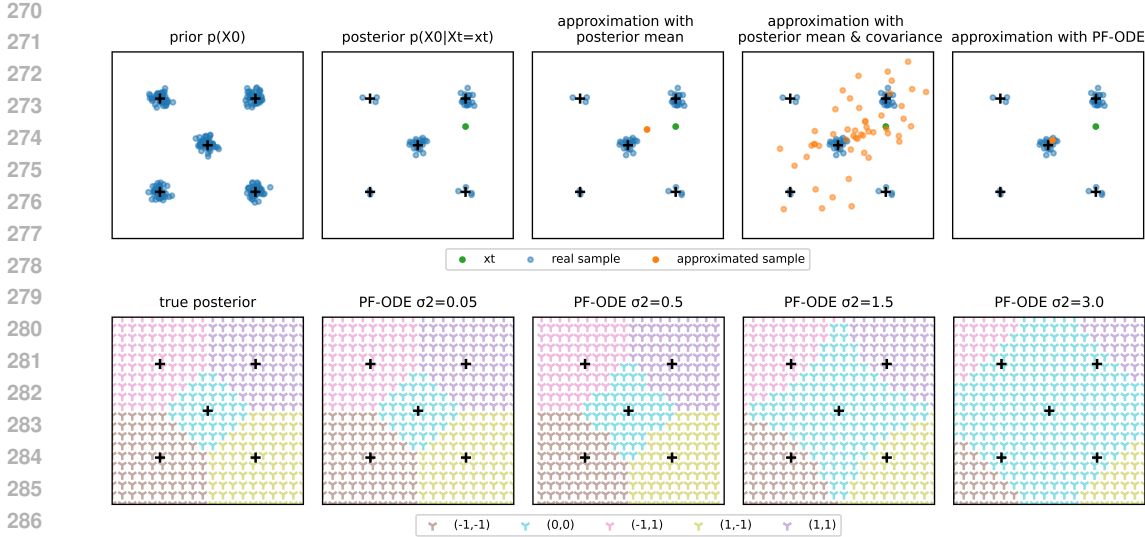 270
271
272
273
274
275
276
277
278
279
280
281
282
283
284
285
286
prior p(X0)
posterior p(X0|Xt=xt)
approximation with
posterior mean
approximation with
posterior mean & covariance
approximation with PF-ODE
xt
real sample
approximated sample
true posterior
PF-ODE σ2=0.05
PF-ODE σ2=0.5
PF-ODE σ2=1.5
PF-ODE σ2=3.0
(-1,-1)
(0,0)
(-1,1)
(1,-1)
(1,1)